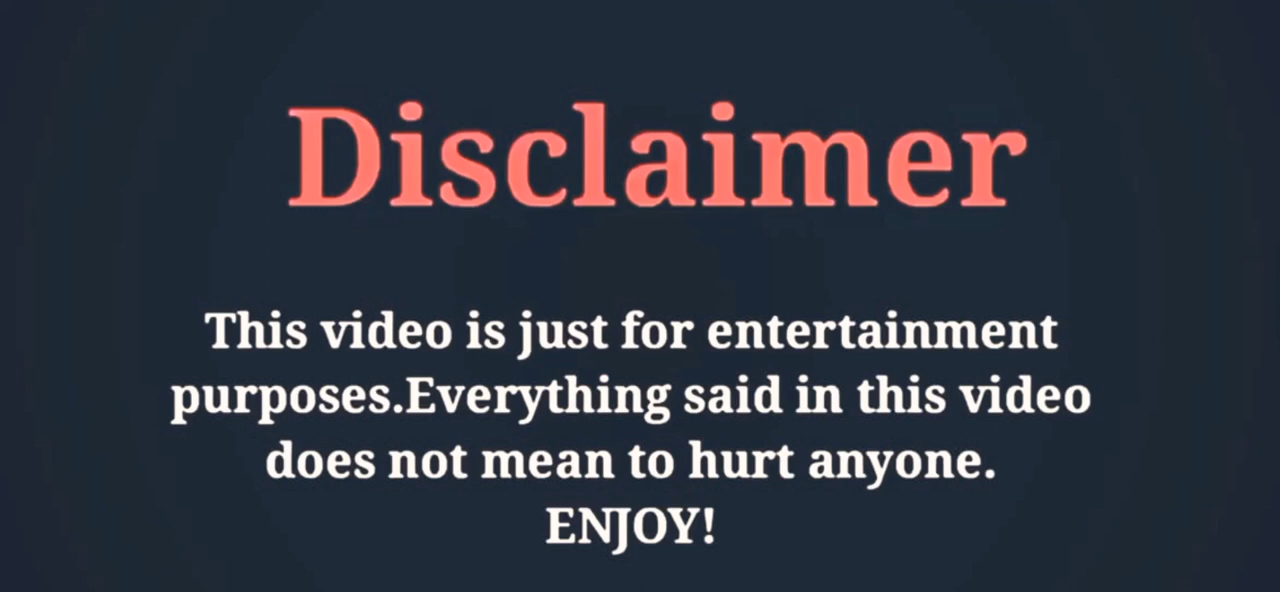 Disclaimer
This video is just for entertainment
purposes.Everything said in this video
does not mean to hurt anyone.
ENJOY!